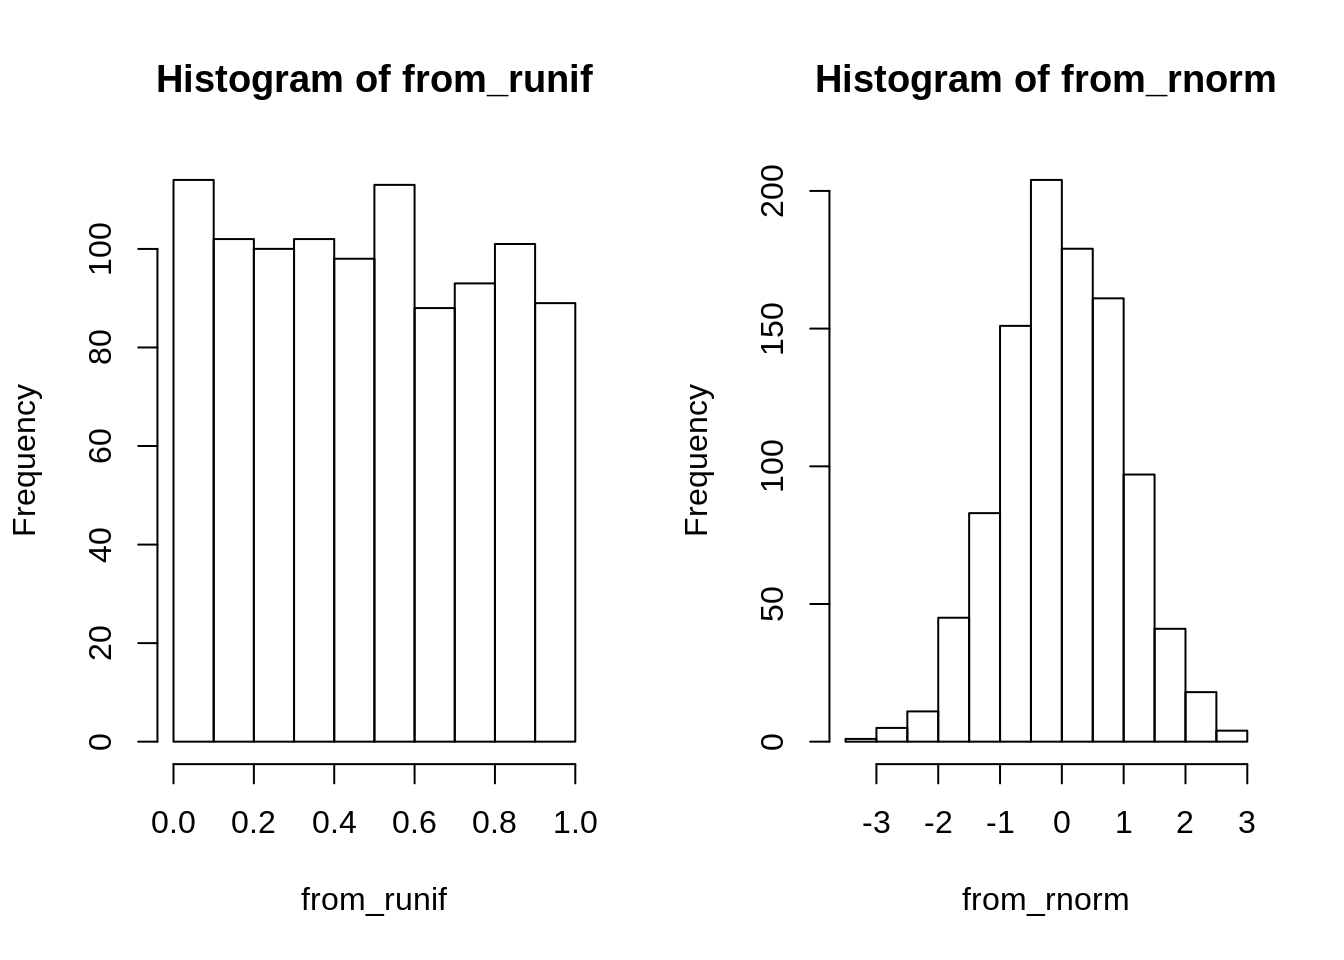 Histogram of from_runif
Frequency
100
80
60
40
20
0
0.0 0.2 0.4 0.6 0.8 1.0
from_runif
Histogram of from_rnorm
Frequency
200
150
100
50
0
-3 -2 -1 0 1 2 3
from_rnorm